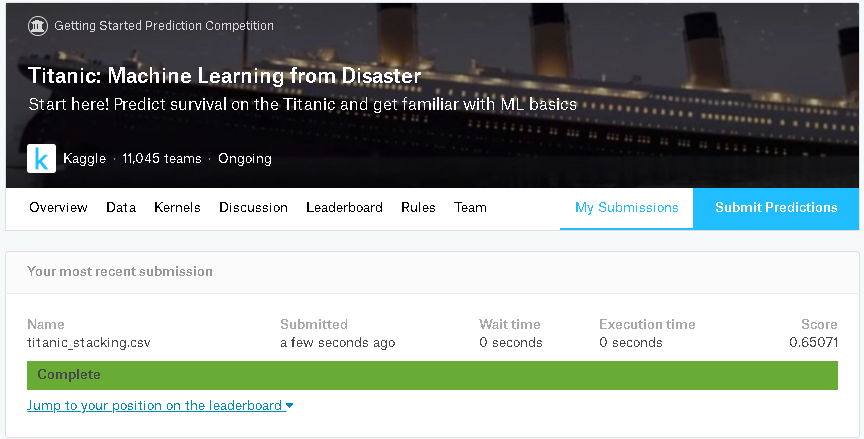 Getting Started Prediction Competition
Titanic: Machine Learning from Disaster
Start here! Predict survival on the Titanic and get familiar with ML basics
k Kaggle · 11,045 teams · Ongoing
Overview Data Kernels Discussion Leaderboard Rules Team My Submissions Submit Predictions
Your most recent submission
Name Submitted Wait time Execution time Score
titanic_stacking.csv a few seconds ago 0 seconds 0 seconds 0.65071
Complete
Jump to your position on the leaderboard